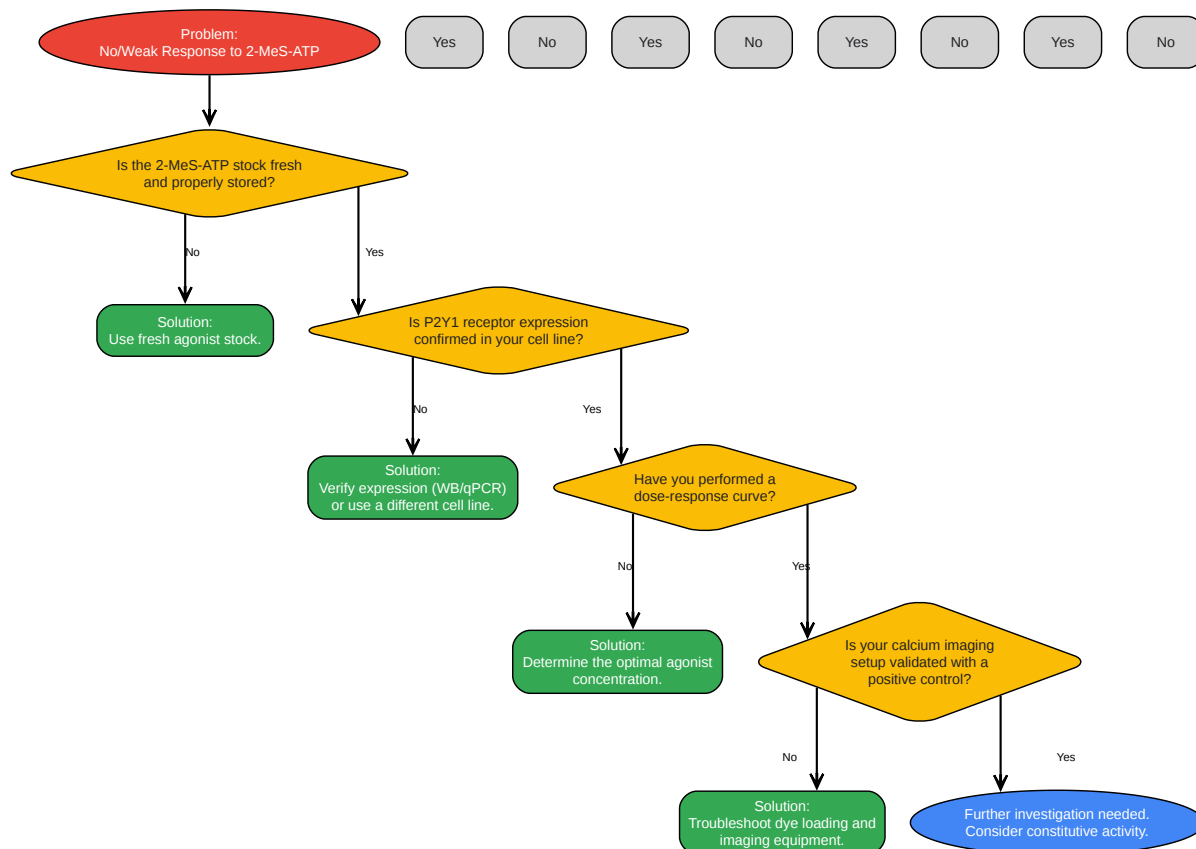 Problem:
No/Weak Response to 2-MeS-ATP
Yes
No
Yes
No
Yes
No
Yes
No
Is the 2-MeS-ATP stock fresh
and properly stored?
No
Yes
Solution:
Use fresh agonist stock.
Is P2Y1 receptor expression
confirmed in your cell line?
No
Yes
Solution:
Verify expression (WB/qPCR)
or use a different cell line.
Have you performed a
dose-response curve?
No
Yes
Solution:
Determine the optimal agonist
concentration.
Is your calcium imaging
setup validated with a
positive control?
No
Yes
Solution:
Troubleshoot dye loading and
imaging equipment.
Further investigation needed.
Consider constitutive activity.